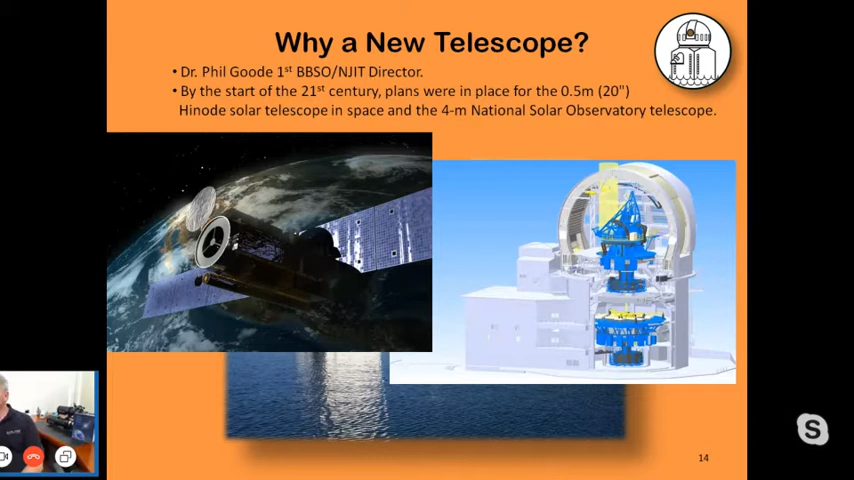 Why a New Telescope?
• Dr. Phil Goode 1st BBSO/NJIT Director.
• By the start of the 21st century, plans were in place for the 0.5m (20")
Hinode solar telescope in space and the 4-m National Solar Observatory telescope.
14